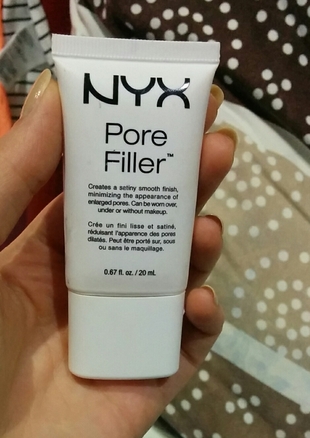 NYX
Pore
Filler™
Creates a satiny smooth finish,
minimizing the appearance of
enlarged pores. Can be worn over,
under or without makeup.
Crée un fini lisse et satiné,
réduisant l'apparence des pores
dilatés. Peut être porté sur, sous
ou sans le maquillage.
0.67 fl. oz. / 20 mL